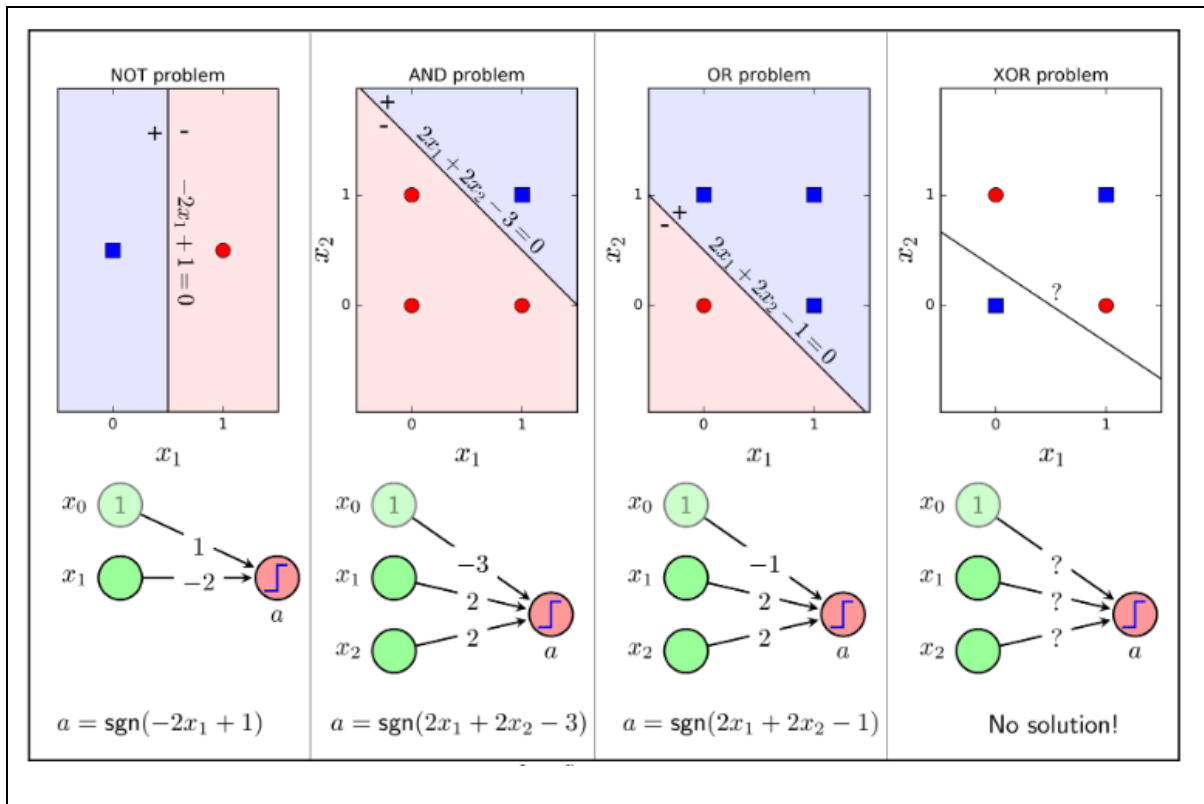 NOT problem
+ -
−2x₁ + 1 = 0
0 1
x₁
x₀ 1
1
x₁ −2
a
a = sgn(−2x₁ + 1)
AND problem
+
-
2x₁ + 2x₂ − 3 = 0
1
x₂
0
0 1
x₁
x₀ 1
−3
x₁ 2
x₂ 2
a
a = sgn(2x₁ + 2x₂ − 3)
OR problem
1
+
-
2x₁ + 2x₂ − 1 = 0
x₂
0
0 1
x₁
x₀ 1
−1
x₁ 2
x₂ 2
a
a = sgn(2x₁ + 2x₂ − 1)
XOR problem
1
x₂
?
0
0 1
x₁
x₀ 1
?
x₁ ?
x₂ ?
a
No solution!